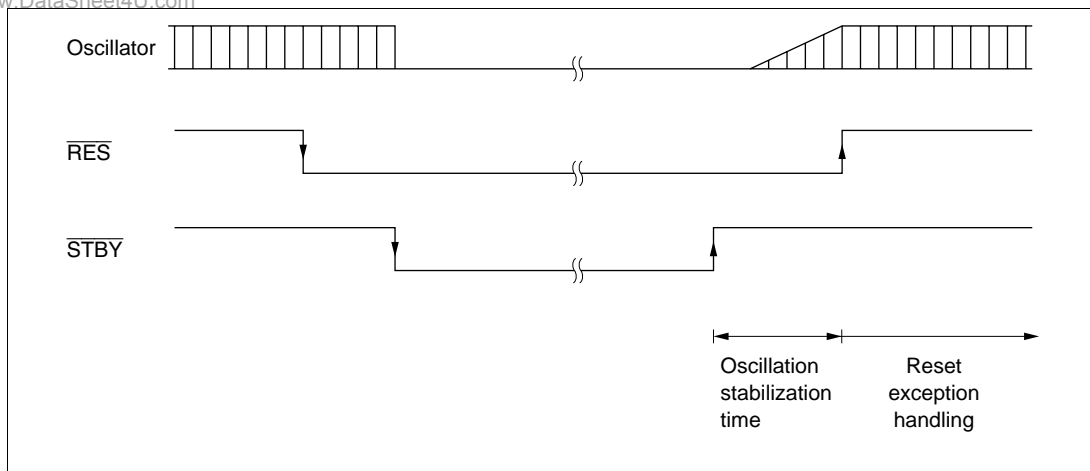 w.DataSheet4U.com
Oscillator
RES
STBY
Oscillation
stabilization
time
Reset
exception
handling